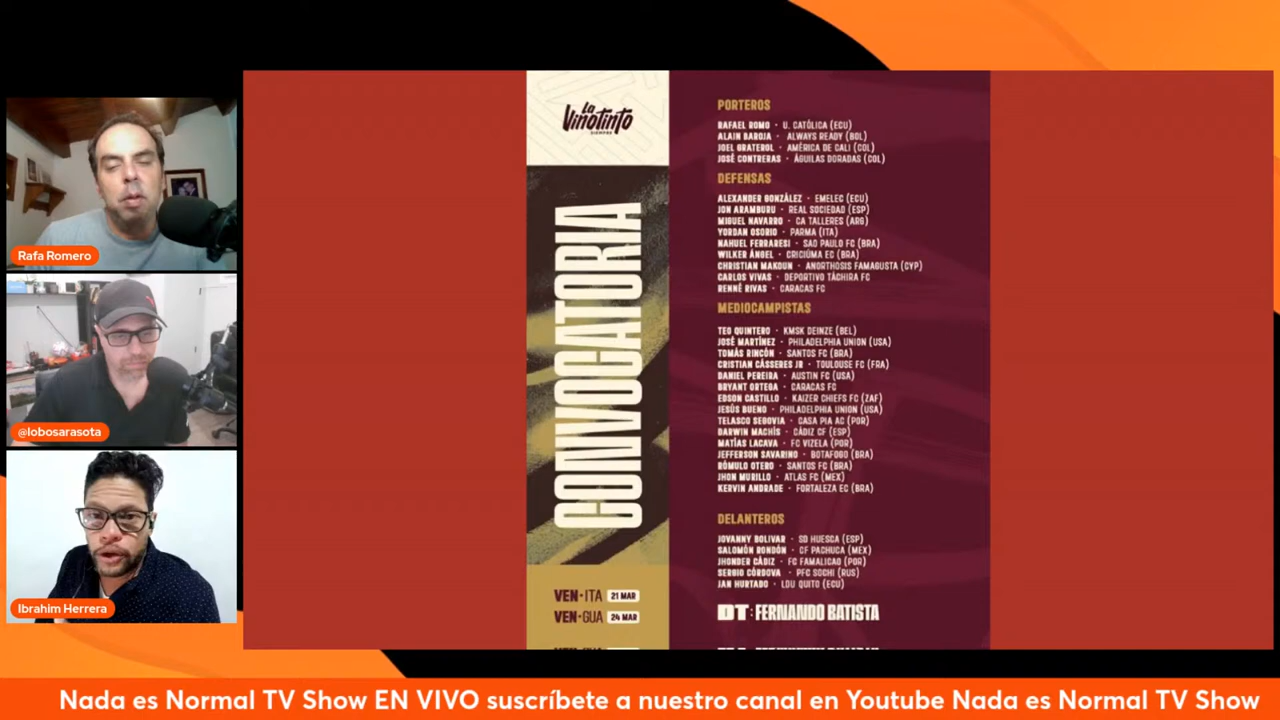 Rafa Romero
@lobosarasota
Ibrahim Herrera
La
Vinotinto
SIEMPRE
CONVOCATORIA
VEN·ITA 21 MAR
VEN·GUA 24 MAR
PORTEROS
RAFAEL ROMO · U. CATÓLICA (ECU)
ALAIN BAROJA · ALWAYS READY (BOL)
JOEL GRATEROL · AMÉRICA DE CALI (COL)
JOSÉ CONTRERAS · ÁGUILAS DORADAS (COL)
DEFENSAS
ALEXANDER GONZÁLEZ · EMELEC (ECU)
JON ARAMBURU · REAL SOCIEDAD (ESP)
MIGUEL NAVARRO · CA TALLERES (ARG)
YORDAN OSORIO · PARMA (ITA)
NAHUEL FERRARESI · SAO PAULO FC (BRA)
WILKER ÁNGEL · CRICIÚMA EC (BRA)
CHRISTIAN MAKOUN · ANORTHOSIS FAMAGUSTA (CYP)
CARLOS VIVAS · DEPORTIVO TÁCHIRA FC
RENNÉ RIVAS · CARACAS FC
MEDIOCAMPISTAS
TEO QUINTERO · KMSK DEINZE (BEL)
JOSÉ MARTÍNEZ · PHILADELPHIA UNION (USA)
TOMÁS RINCÓN · SANTOS FC (BRA)
CRISTIAN CÁSSERES JR · TOULOUSE FC (FRA)
DANIEL PEREIRA · AUSTIN FC (USA)
BRYANT ORTEGA · CARACAS FC
EDSON CASTILLO · KAIZER CHIEFS FC (ZAF)
JESÚS BUENO · PHILADELPHIA UNION (USA)
TELASCO SEGOVIA · CASA PIA AC (POR)
DARWIN MACHÍS · CÁDIZ CF (ESP)
MATÍAS LACAVA · FC VIZELA (POR)
JEFFERSON SAVARINO · BOTAFOGO (BRA)
RÓMULO OTERO · SANTOS FC (BRA)
JHON MURILLO · ATLAS FC (MEX)
KERVIN ANDRADE · FORTALEZA EC (BRA)
DELANTEROS
JOVANNY BOLIVAR · SD HUESCA (ESP)
SALOMÓN RONDÓN · CF PACHUCA (MEX)
JHONDER CÁDIZ · FC FAMALICAO (POR)
SERGIO CÓRDOVA · PFC SOCHI (RUS)
JAN HURTADO · LDU QUITO (ECU)
DT: FERNANDO BATISTA
Nada es Normal TV Show EN VIVO suscríbete a nuestro canal en Youtube Nada es Normal TV Show